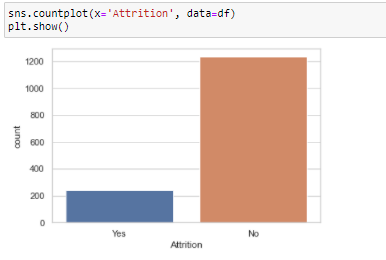 sns.countplot(x='Attrition', data=df)
plt.show()
1200
1000
800
600
400
200
0
count
Yes No
Attrition